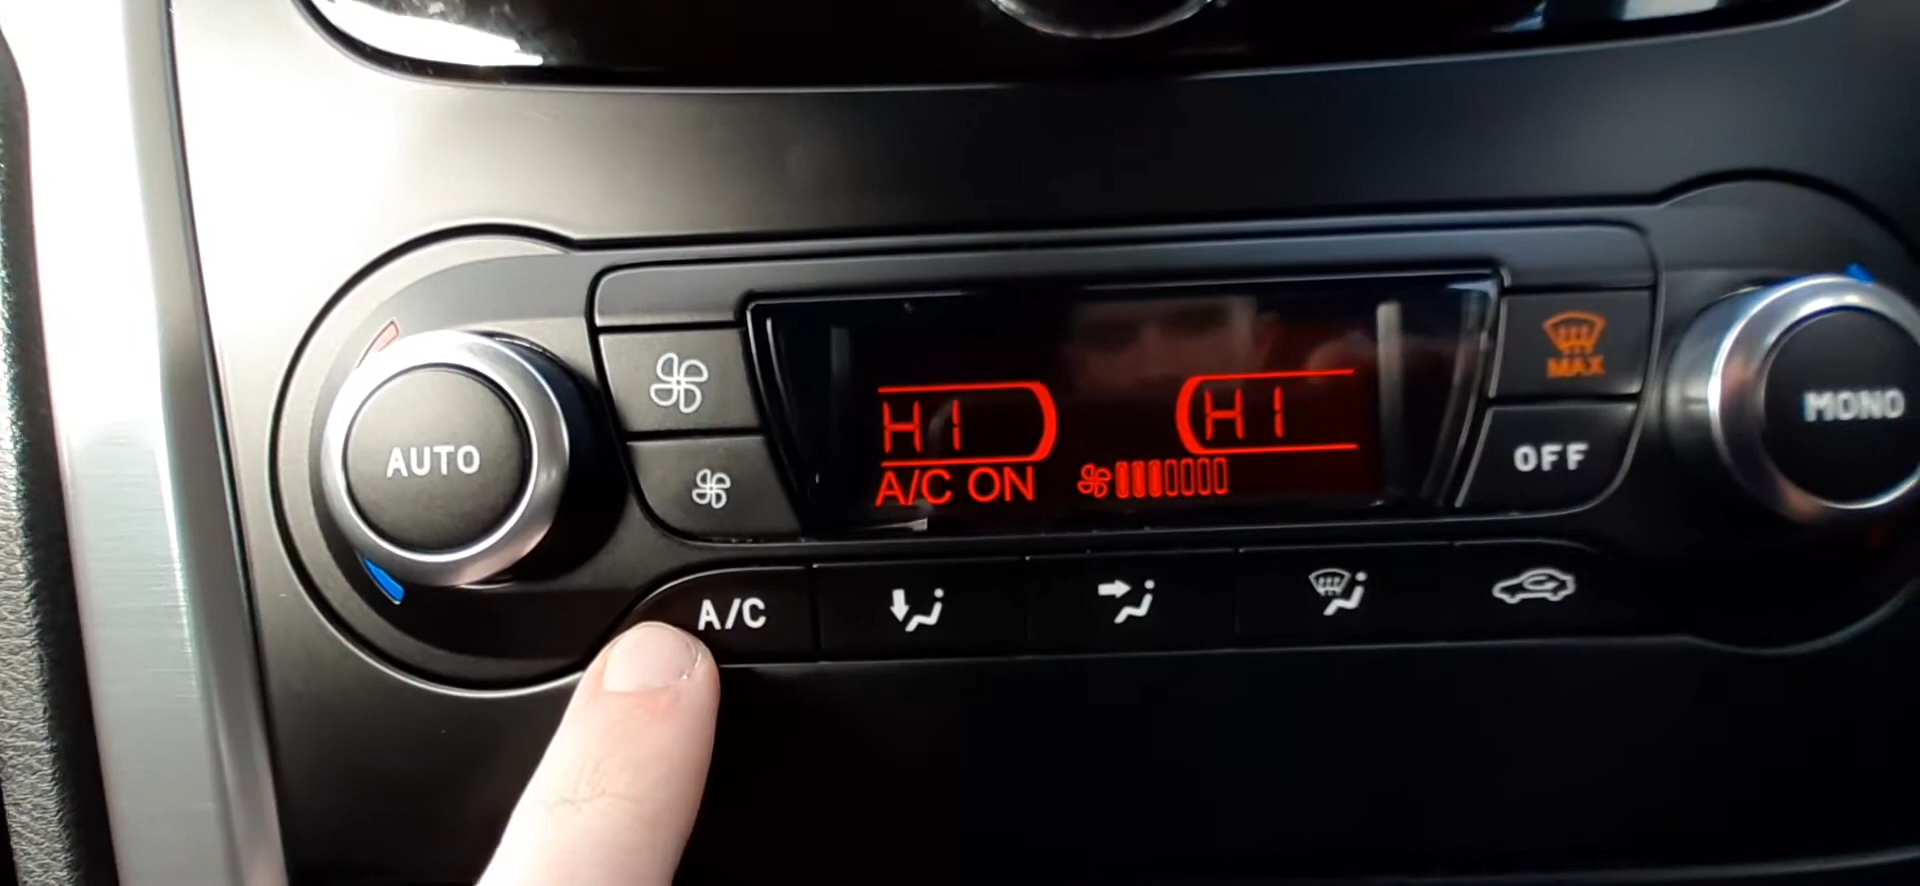 AUTO
HI HI
A/C ON
MAX
OFF
MONO
A/C